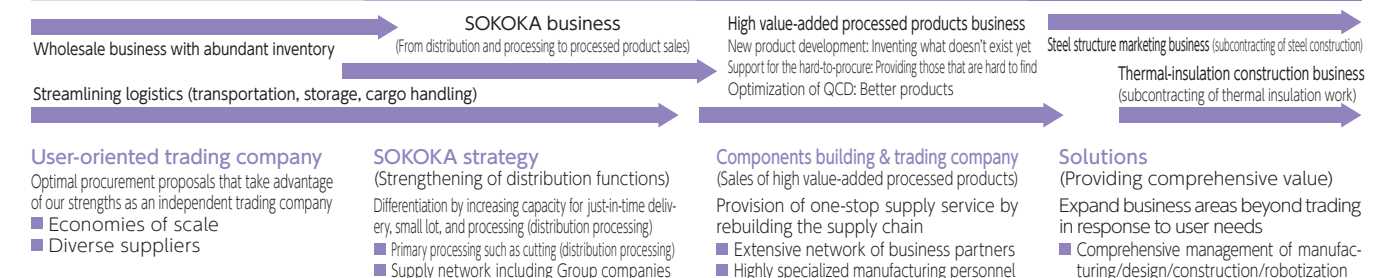 SOKOKA business
(From distribution and processing to processed product sales)
Wholesale business with abundant inventory
Streamlining logistics (transportation, storage, cargo handling)
High value-added processed products business
New product development: Inventing what doesn't exist yet
Support for the hard-to-procure: Providing those that are hard to find
Optimization of QCD: Better products
Steel structure marketing business (subcontracting of steel construction)
Thermal-insulation construction business
(subcontracting of thermal insulation work)
User-oriented trading company
Optimal procurement proposals that take advantage
of our strengths as an independent trading company
■ Economies of scale
■ Diverse suppliers
SOKOKA strategy
(Strengthening of distribution functions)
Differentiation by increasing capacity for just-in-time deliv-
ery, small lot, and processing (distribution processing)
■ Primary processing such as cutting (distribution processing)
■ Supply network including Group companies
Components building & trading company
(Sales of high value-added processed products)
Provision of one-stop supply service by
rebuilding the supply chain
■ Extensive network of business partners
■ Highly specialized manufacturing personnel
Solutions
(Providing comprehensive value)
Expand business areas beyond trading
in response to user needs
■ Comprehensive management of manufac-
turing/design/construction/robotization